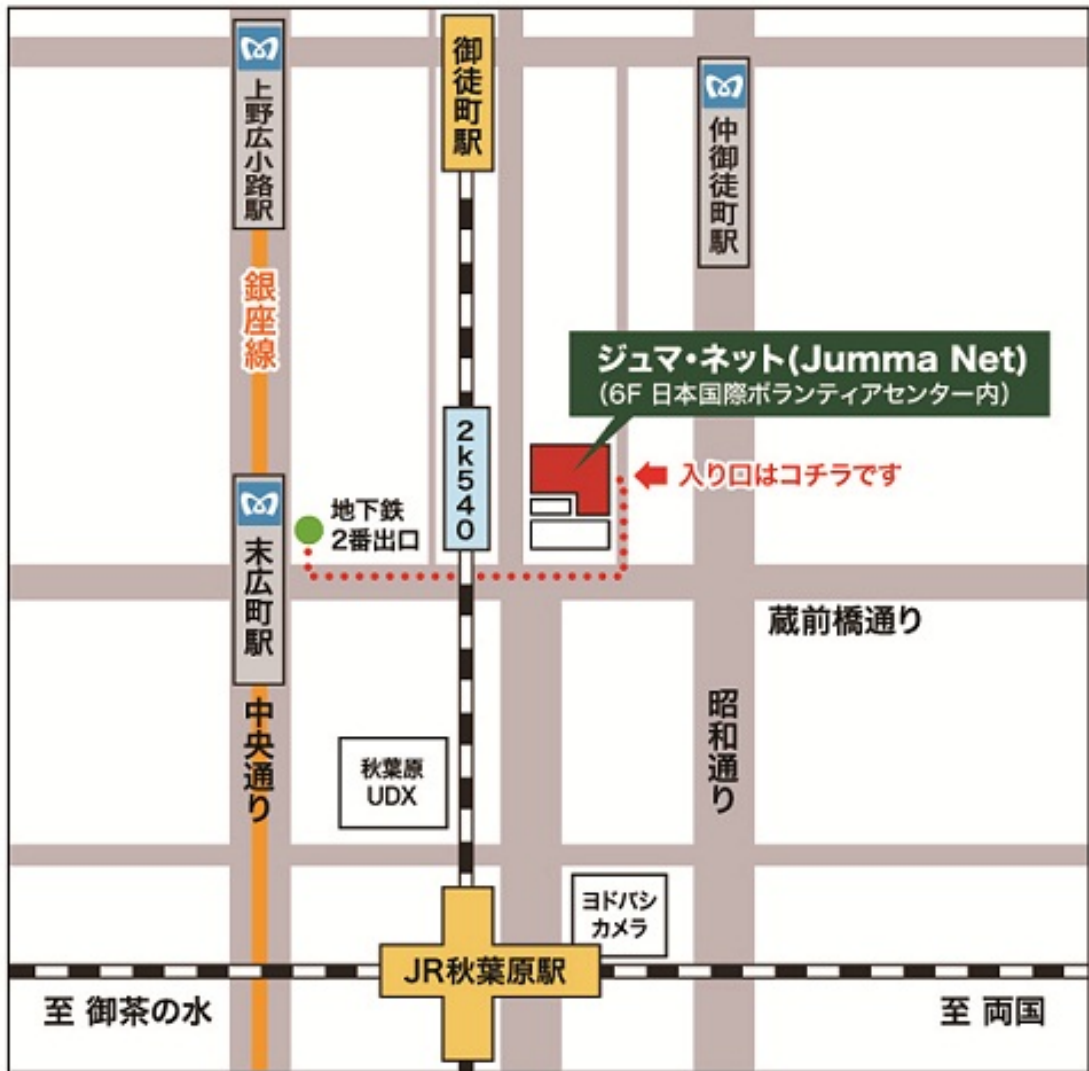 上野広小路駅
御徒町駅
仲御徒町駅
銀座線
ジュマ・ネット(Jumma Net)
(6F 日本国際ボランティアセンター内)
2k540
入り口はコチラです
地下鉄
2番出口
末広町駅
蔵前橋通り
中央通り
昭和通り
秋葉原
UDX
ヨドバシ
カメラ
JR秋葉原駅
至 御茶の水
至 両国